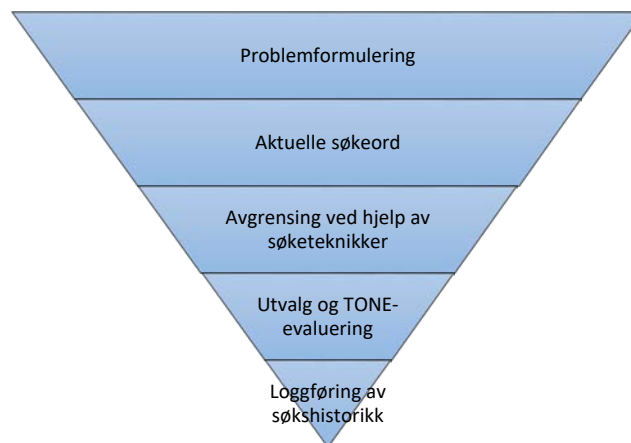 Problemformulering
Aktuelle søkeord
Avgrensing ved hjelp av
søketeknikker
Utvalg og TONE-
evaluering
Loggføring av
søkshistorikk